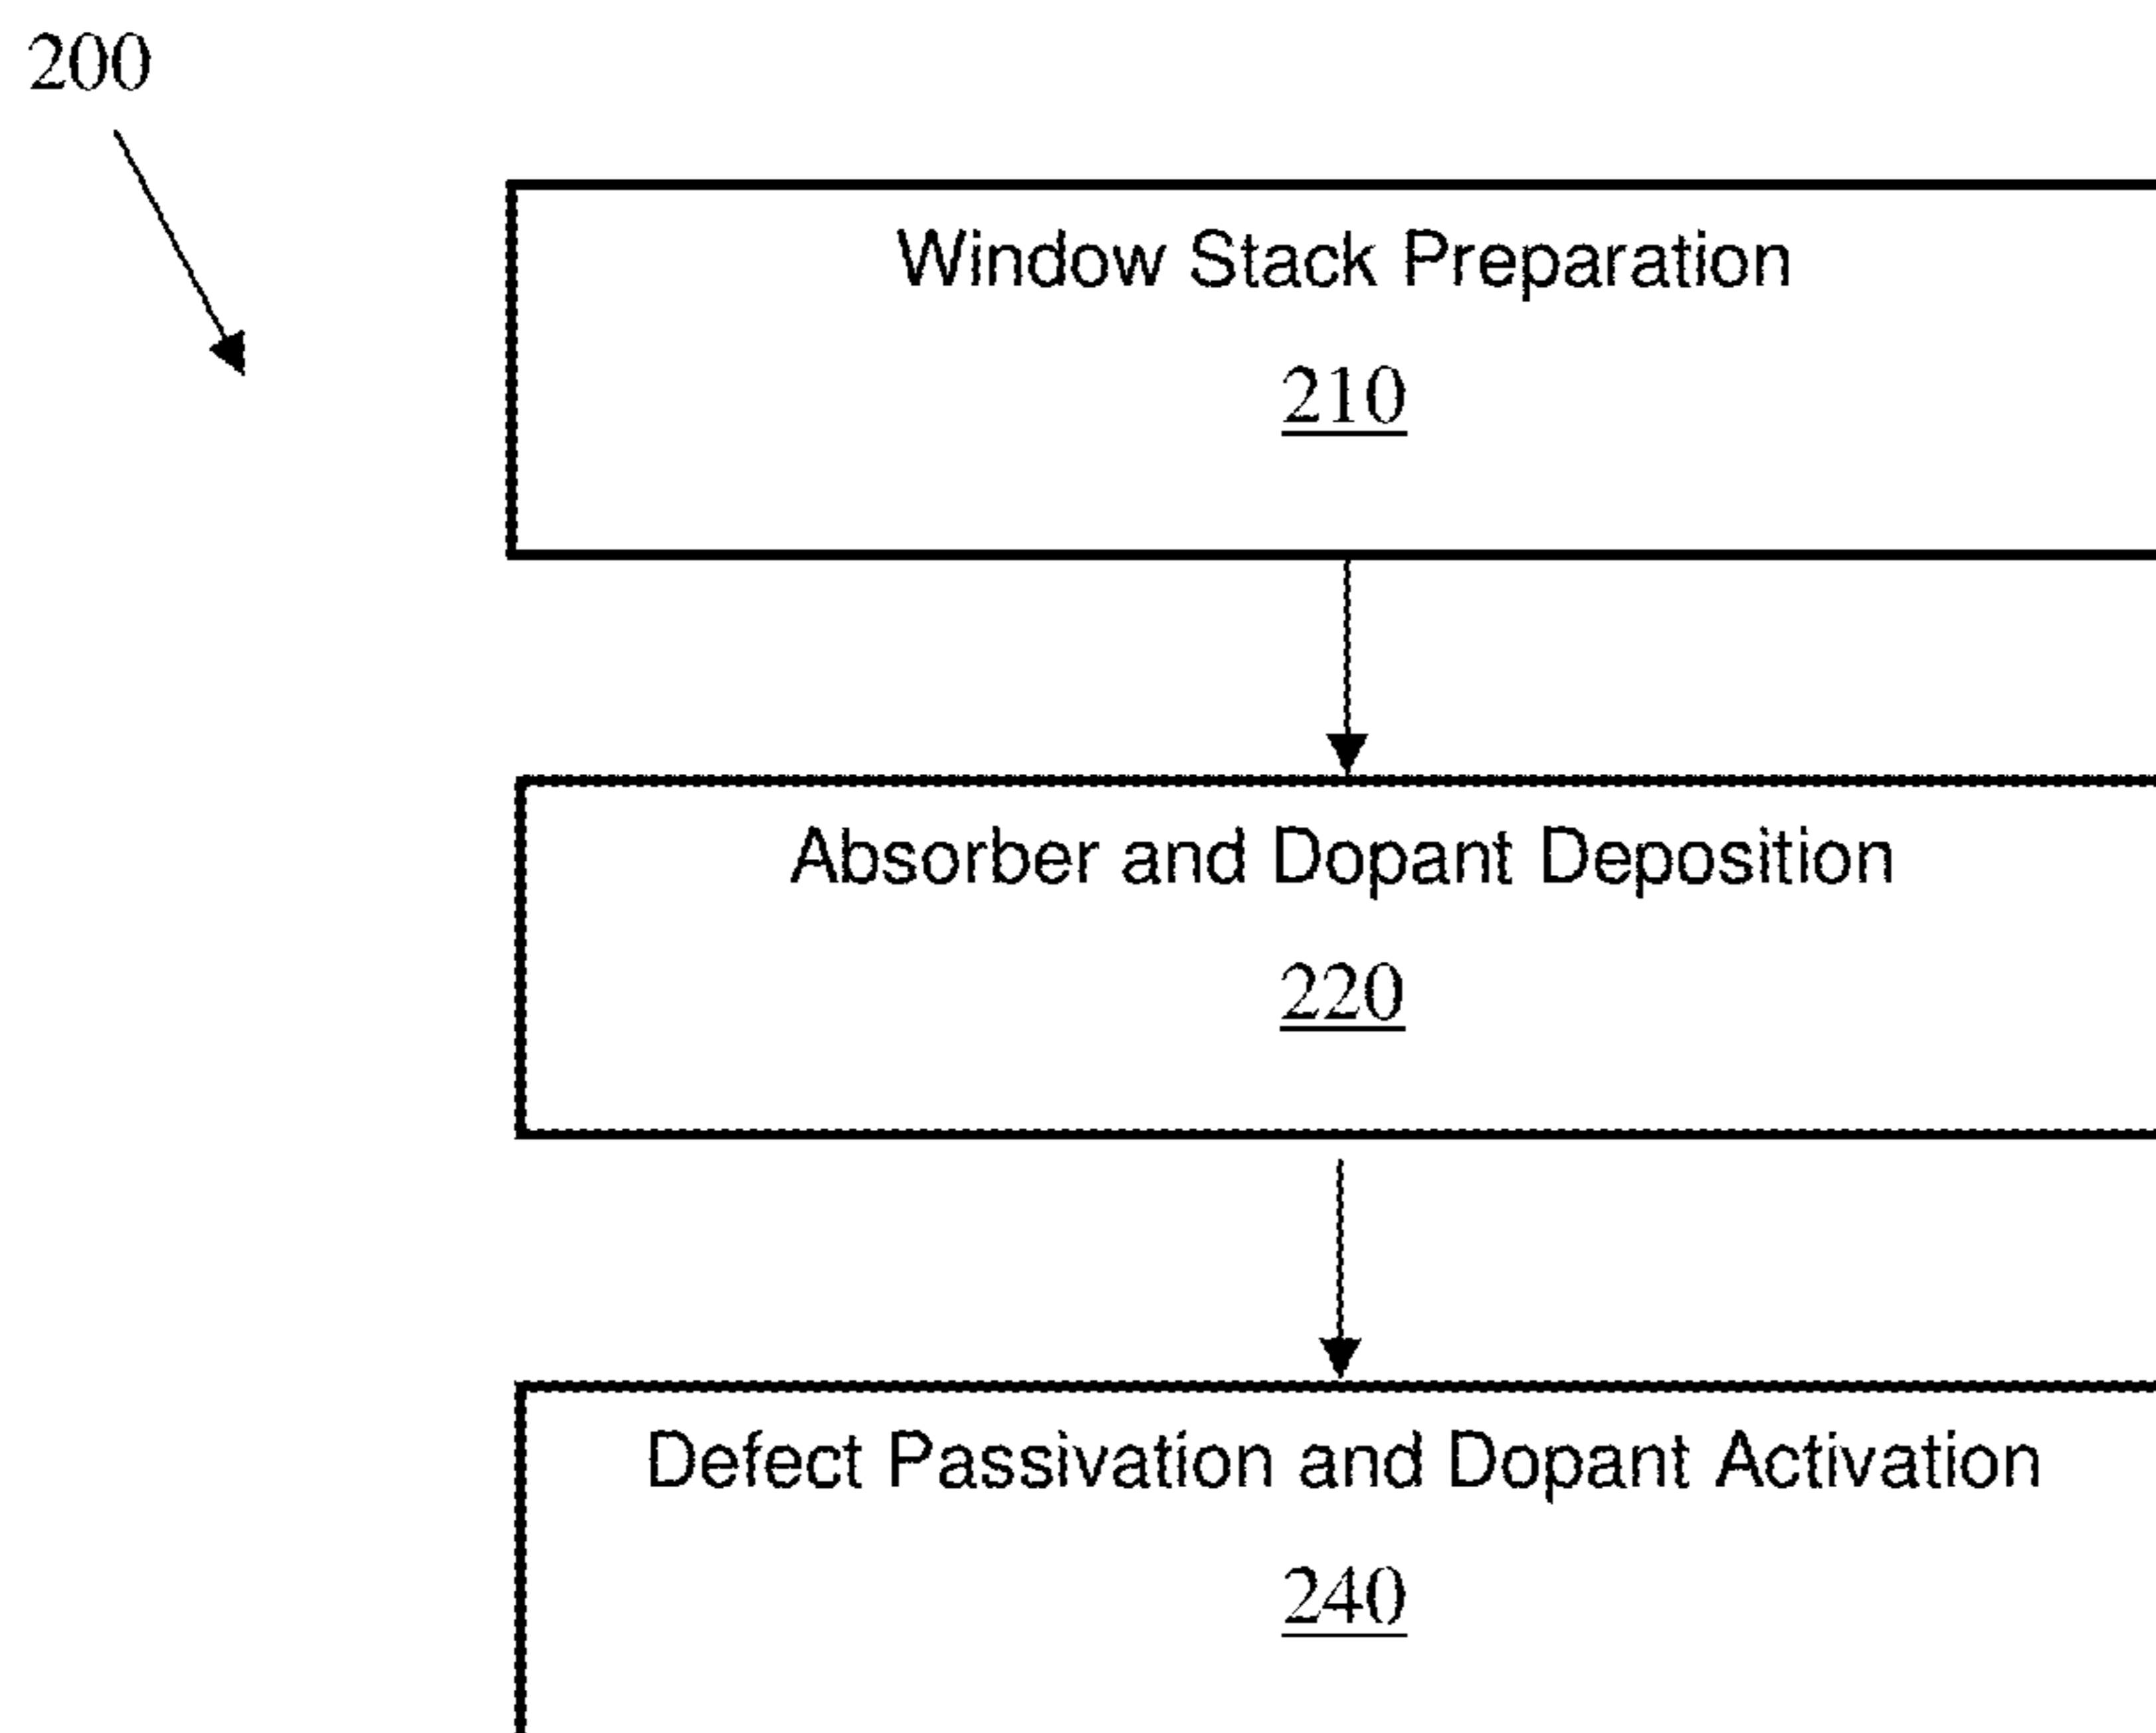 200
Window Stack Preparation
210
Absorber and Dopant Deposition
220
Defect Passivation and Dopant Activation
240